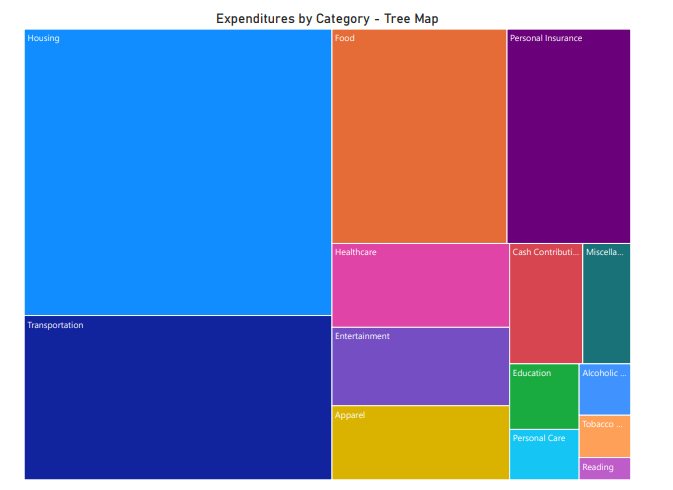 Expenditures by Category - Tree Map
Housing
Food
Personal Insurance
Healthcare
Cash Contributi...
Miscella...
Transportation
Entertainment
Education
Alcoholic ...
Apparel
Tobacco ...
Personal Care
Reading